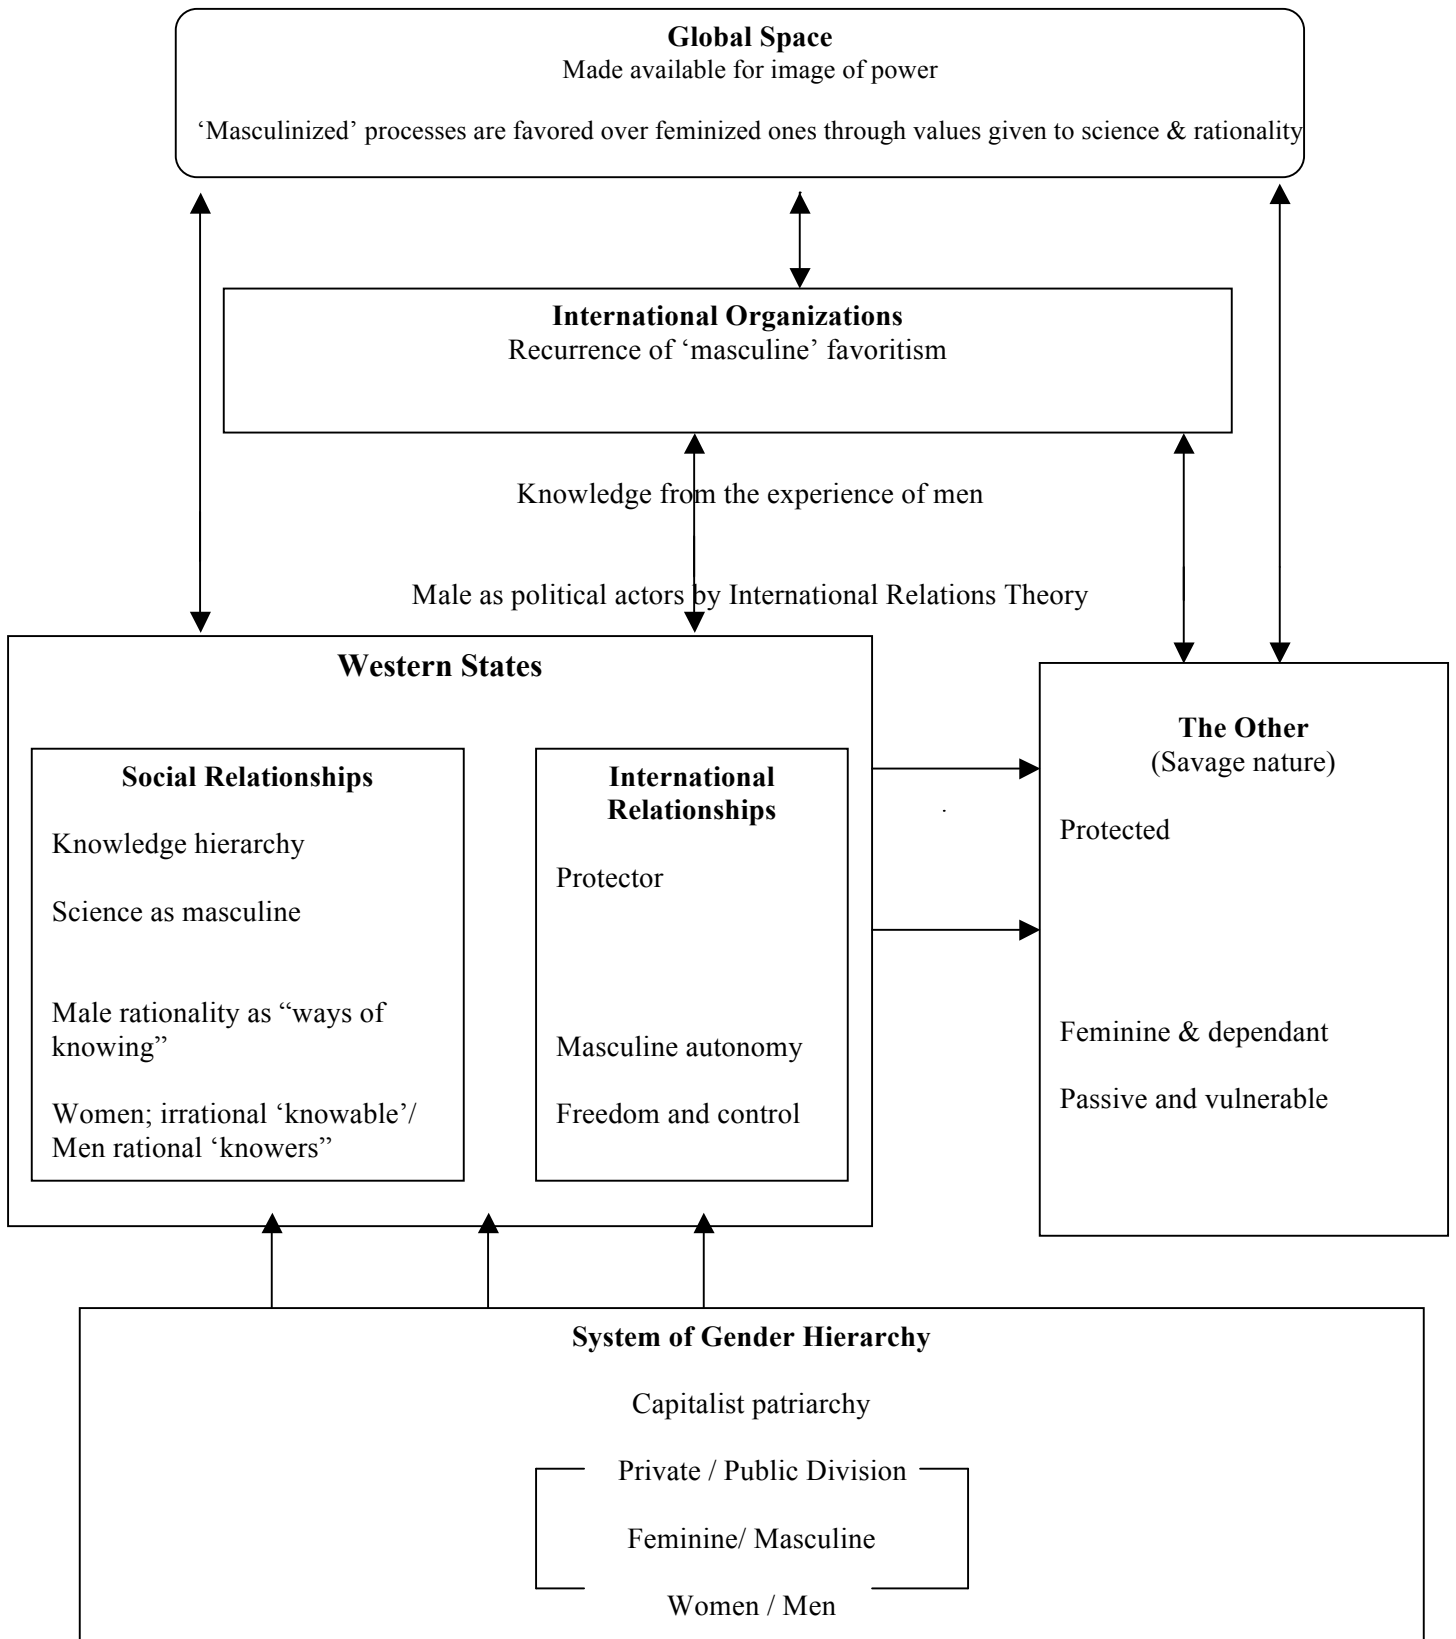 Global Space
Made available for image of power
‘Masculinized’ processes are favored over feminized ones through values given to science & rationality
International Organizations
Recurrence of ‘masculine’ favoritism
Knowledge from the experience of men
Male as political actors by International Relations Theory
Western States
Social Relationships
Knowledge hierarchy
Science as masculine
Male rationality as “ways of
knowing”
Women; irrational ‘knowable’/
Men rational ‘knowers”
International
Relationships
Protector
Masculine autonomy
Freedom and control
The Other
(Savage nature)
Protected
Feminine & dependant
Passive and vulnerable
System of Gender Hierarchy
Capitalist patriarchy
Private / Public Division
Feminine/ Masculine
Women / Men